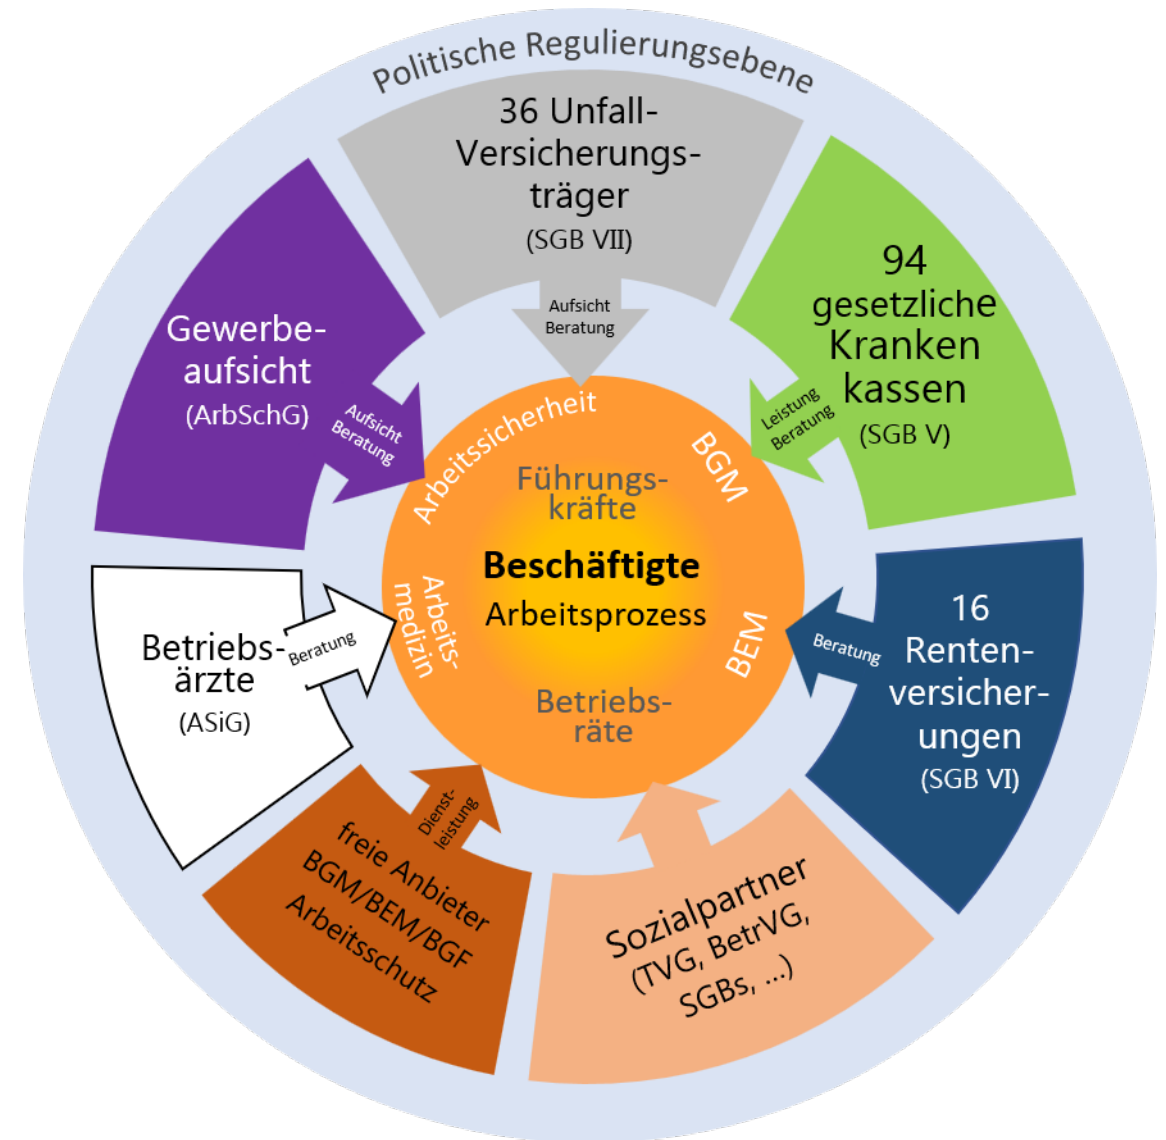 Politische Regulierungsebene
36 Unfall-
Versicherungs-
träger
(SGB VII)
Aufsicht
Beratung
94
gesetzliche
Kranken
kassen
(SGB V)
Leistung
Beratung
16
Renten-
versicher-
ungen
(SGB VI)
Beratung
Sozialpartner
(TVG, BetrVG,
SGBs, ...)
freie Anbieter
BGM/BEM/BGF
Arbeitsschutz
Dienst-
leistung
Betriebs-
ärzte
(ASiG)
Beratung
Gewerbe-
aufsicht
(ArbSchG)
Aufsicht
Beratung
Arbeitssicherheit
BGM
BEM
Arbeits-
medizin
Führungs-
kräfte
Beschäftigte
Arbeitsprozess
Betriebs-
räte